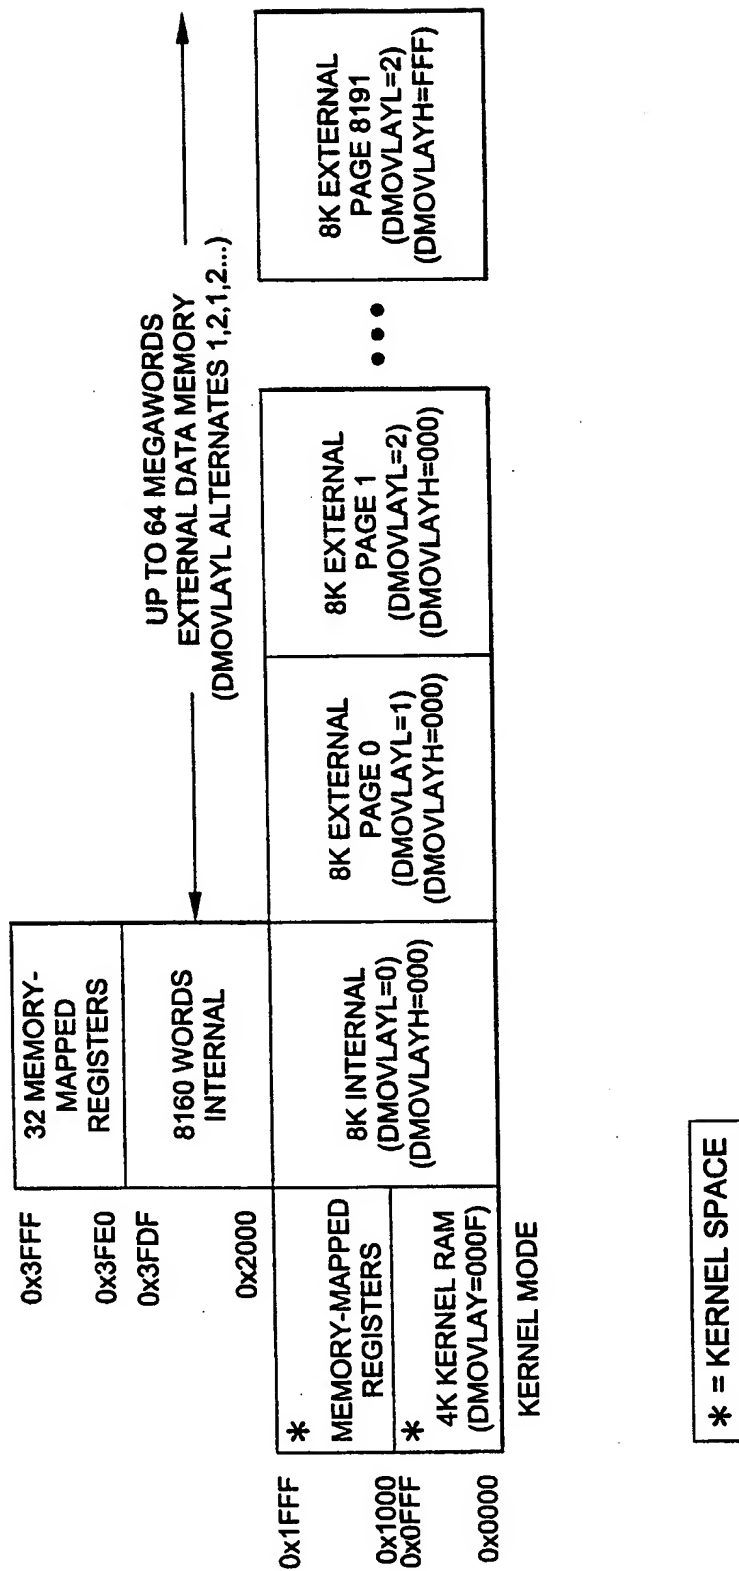 UP TO 64 MEGAWORDS
EXTERNAL DATA MEMORY
(DMOVLAYL ALTERNATES 1,2,1,2...)
0x3FFF
32 MEMORY-
MAPPED
REGISTERS
0x3FE0
0x3FDF
8160 WORDS
INTERNAL
0x2000
0x1FFF
*
MEMORY-MAPPED
REGISTERS
0x1000
0x0FFF
*
4K KERNEL RAM
(DMOVLAY=000F)
0x0000
KERNEL MODE
8K INTERNAL
(DMOVLAYL=0)
(DMOVLAYH=000)
8K EXTERNAL
PAGE 0
(DMOVLAYL=1)
(DMOVLAYH=000)
8K EXTERNAL
PAGE 1
(DMOVLAYL=2)
(DMOVLAYH=000)
•••
8K EXTERNAL
PAGE 8191
(DMOVLAYL=2)
(DMOVLAYH=FFF)
* = KERNEL SPACE